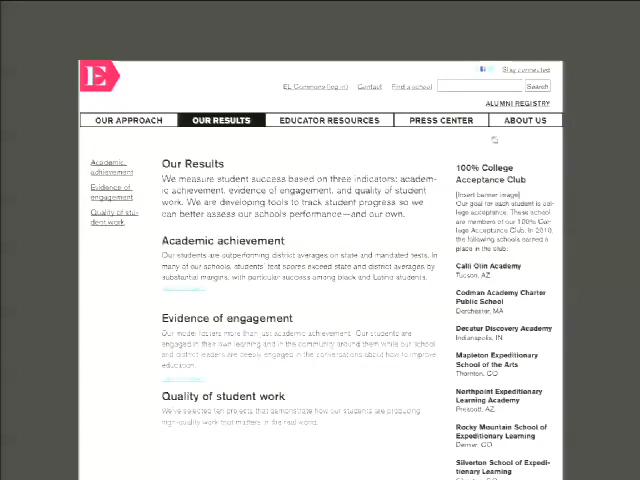 E
Stay connected
EL Commons (log in)
Contact
Find a school
Search
ALUMNI REGISTRY
OUR APPROACH
OUR RESULTS
EDUCATOR RESOURCES
PRESS CENTER
ABOUT US
Academic
achievement
Evidence of
engagement
Quality of stu-
dent work
Our Results
We measure student success based on three indicators: academ-
ic achievement, evidence of engagement, and quality of student
work. We are developing tools to track student progress so we
can better assess our schools performance—and our own.
Academic achievement
Our students are outperforming district averages on state and mandated tests. In
many of our schools, students' test scores exceed state and district averages by
substantial margins, with particular success among black and Latino students.
Evidence of engagement
Our model fosters more than just academic achievement. Our students are
engaged in their own learning and in the community around them while our school
and district leaders are deeply engaged in the conversations about how to improve
education.
Quality of student work
We've selected ten projects that demonstrate how our students are producing
high-quality work that matters in the real world.
100% College
Acceptance Club
[Insert banner image]
Our goal for each student is col-
lege acceptance. These school
are members of our 100% Col-
lege Acceptance Club. In 2010,
the following schools earned a
place in the club:
Calli Olin Academy
Tucson, AZ
Codman Academy Charter
Public School
Dorchester, MA
Decatur Discovery Academy
Indianapolis, IN
Mapleton Expeditionary
School of the Arts
Thornton, CO
Northpoint Expeditionary
Learning Academy
Prescott, AZ
Rocky Mountain School of
Expeditionary Learning
Denver, CO
Silverton School of Expedi-
tionary Learning